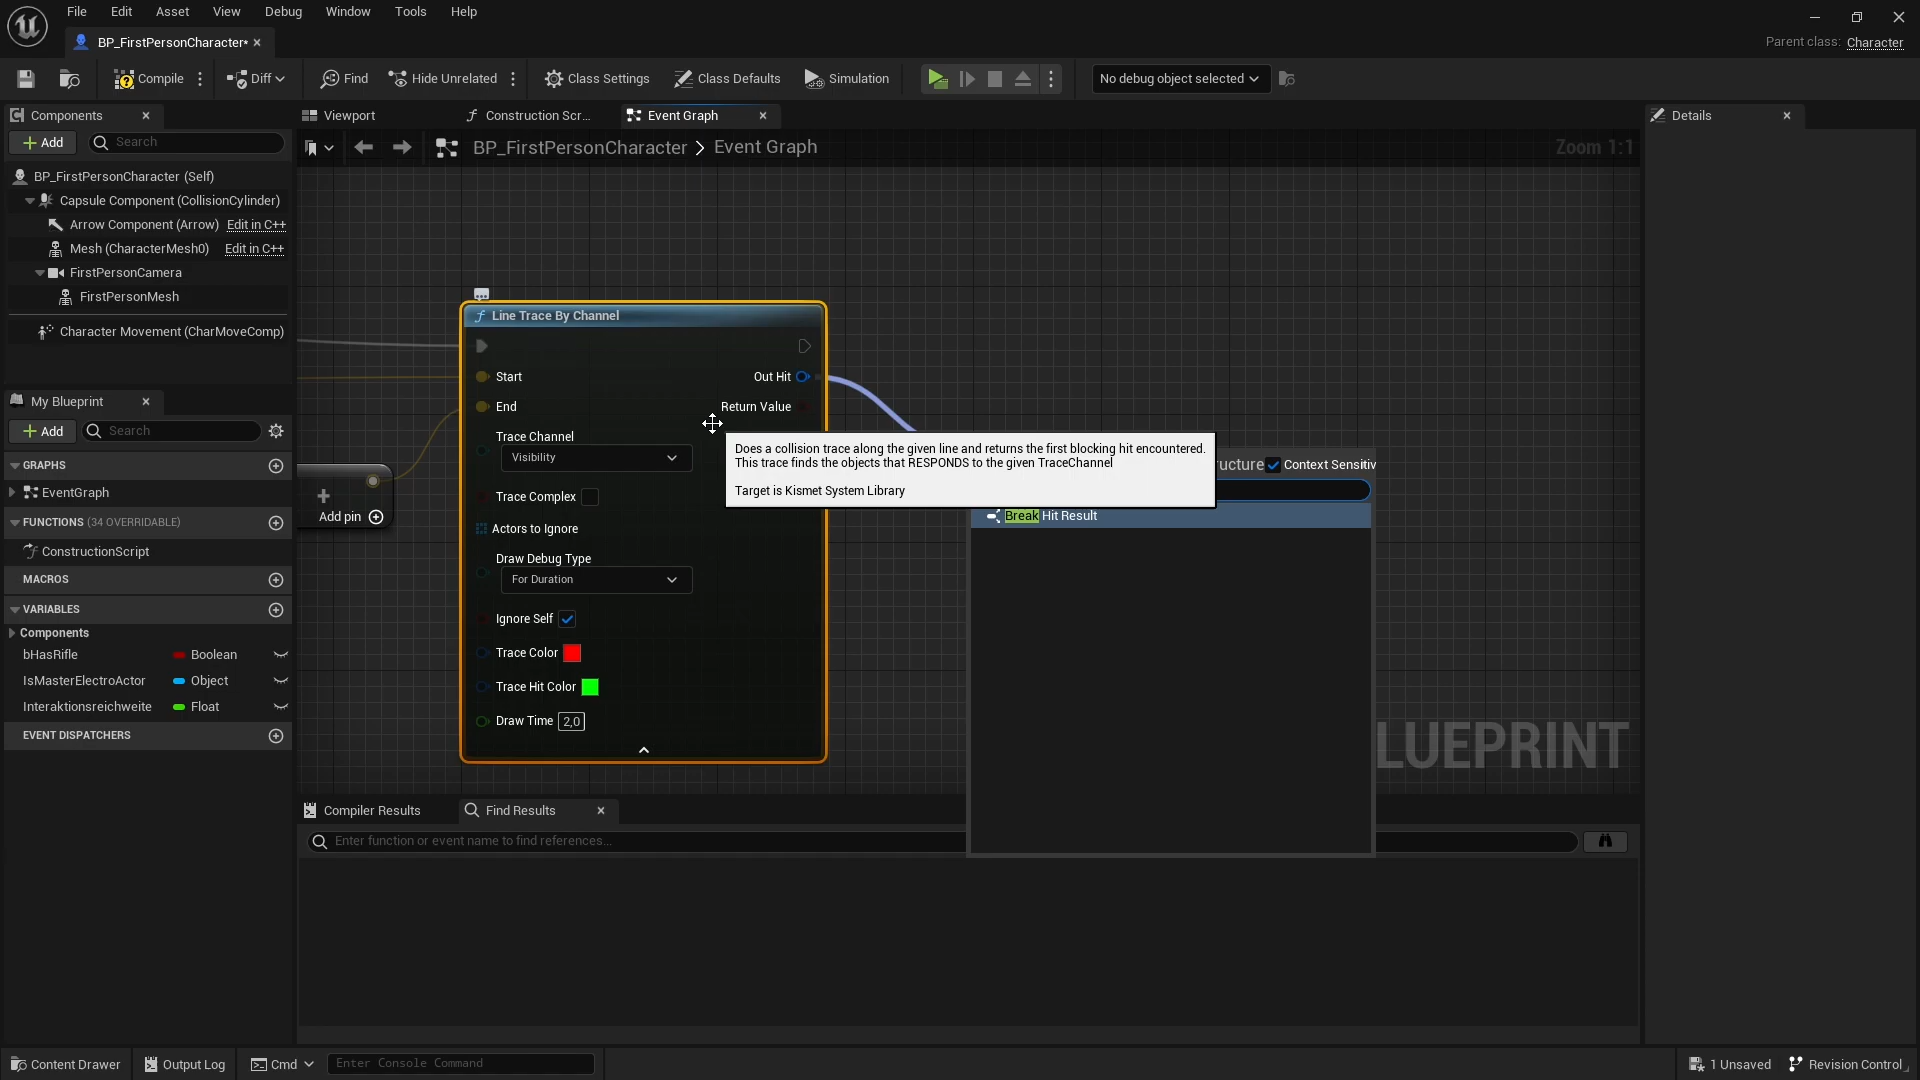 File Edit Asset View Debug Window Tools Help
BP_FirstPersonCharacter*
Parent class: Character
Compile Diff Find Hide Unrelated Class Settings Class Defaults Simulation No debug object selected
Components
Add Search
BP_FirstPersonCharacter (Self)
Capsule Component (CollisionCylinder)
Arrow Component (Arrow) Edit in C++
Mesh (CharacterMesh0) Edit in C++
FirstPersonCamera
FirstPersonMesh
Character Movement (CharMoveComp)
My Blueprint
Add Search
GRAPHS
EventGraph
FUNCTIONS (34 OVERRIDABLE)
ConstructionScript
MACROS
VARIABLES
Components
bHasRifle Boolean
IsMasterElectroActor Object
Interaktionsreichweite Float
EVENT DISPATCHERS
Viewport Construction Scr... Event Graph
BP_FirstPersonCharacter > Event Graph
Zoom 1:1
Line Trace By Channel
Start Out Hit
End Return Value
Trace Channel
Visibility
Trace Complex
Actors to Ignore
Draw Debug Type
For Duration
Ignore Self
Trace Color
Trace Hit Color
Draw Time 2,0
Add pin
Does a collision trace along the given line and returns the first blocking hit encountered.
This trace finds the objects that RESPONDS to the given TraceChannel
Target is Kismet System Library
ucture Context Sensitiv
Break Hit Result
LUEPRINT
Compiler Results Find Results
Enter function or event name to find references...
Details
Content Drawer Output Log Cmd Enter Console Command
1 Unsaved Revision Control